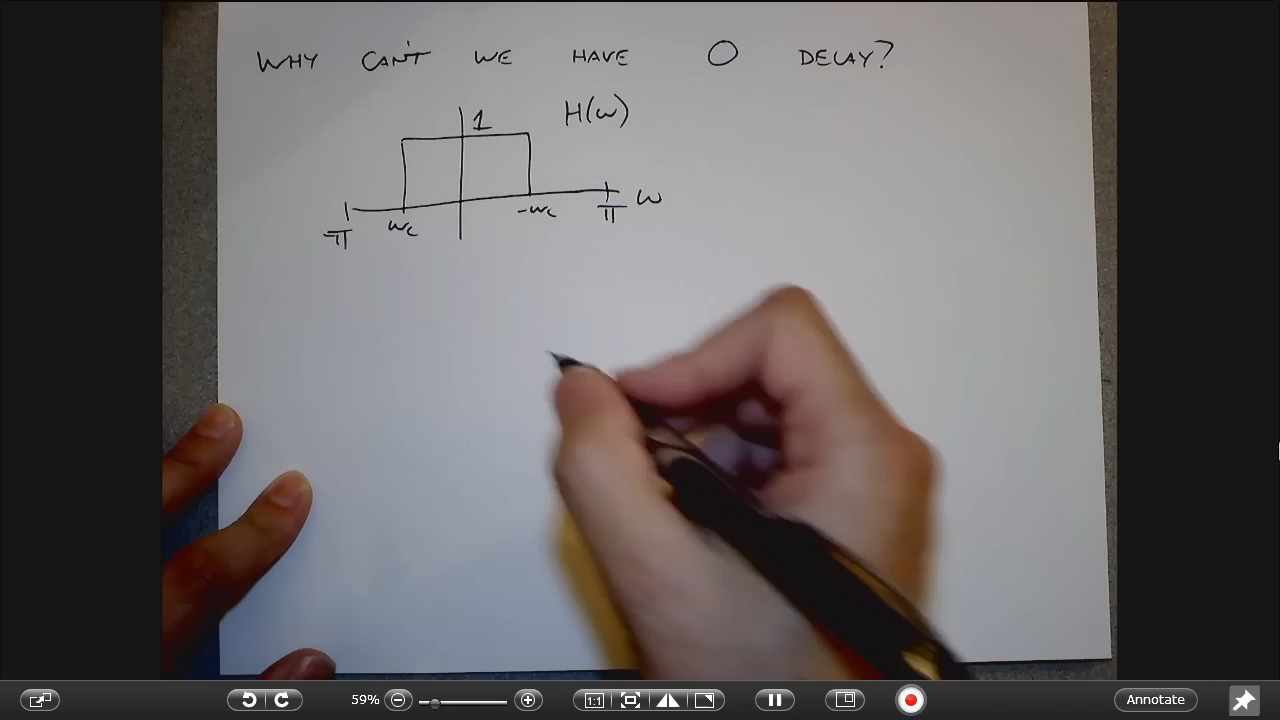 WHY CAN'T WE HAVE 0 DELAY?
1 H(ω)
-π ωc -ωc π ω
59% 1:1 Annotate